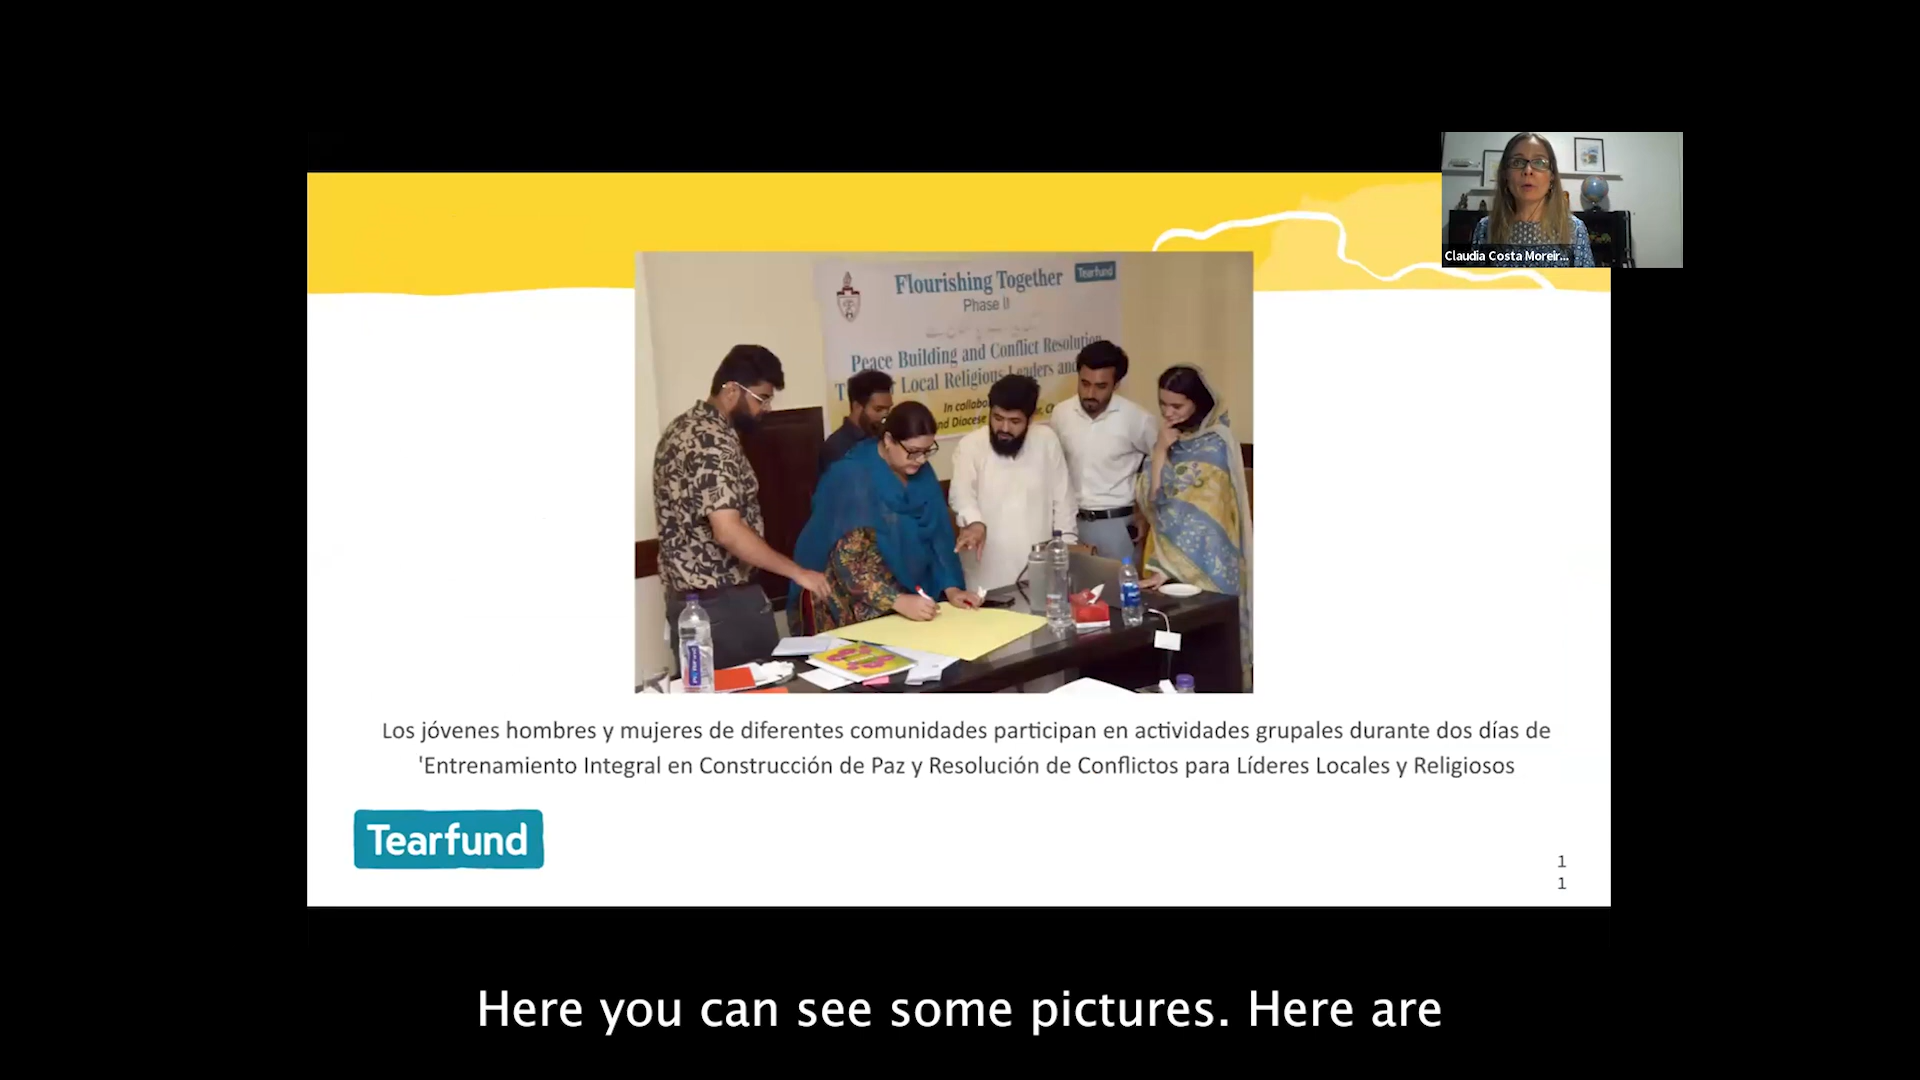 Claudia Costa Moreir...
Flourishing Together
Tearfund
Phase II
Peace Building and Conflict Resolution
Local Religious Leaders and
In collabo
nd Diocese
Los jóvenes hombres y mujeres de diferentes comunidades participan en actividades grupales durante dos días de
'Entrenamiento Integral en Construcción de Paz y Resolución de Conflictos para Líderes Locales y Religiosos
Tearfund
1
1
Here you can see some pictures. Here are